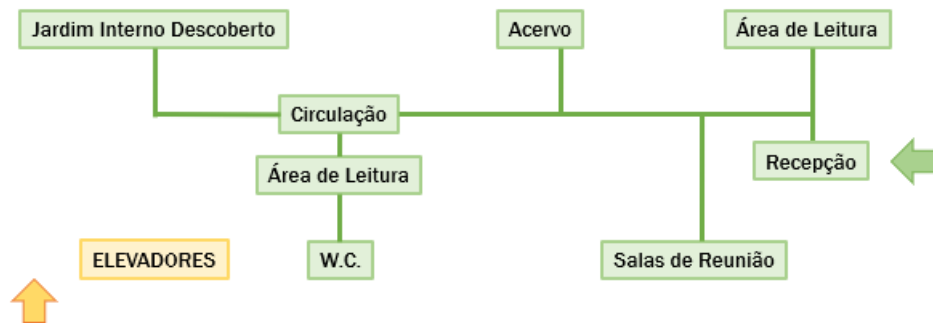 Jardim Interno Descoberto
Acervo
Área de Leitura
Circulação
Recepção
Área de Leitura
ELEVADORES
W.C.
Salas de Reunião